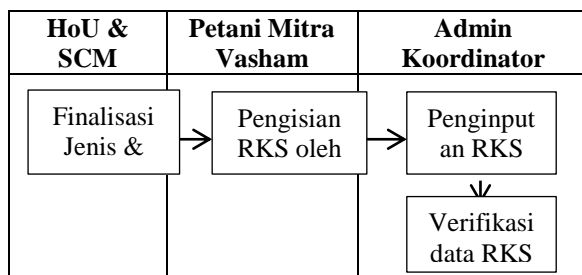 HoU &
SCM
Petani Mitra
Vasham
Admin
Koordinator
Finalisasi
Jenis &
Pengisian
RKS oleh
Penginput
an RKS
Verifikasi
data RKS